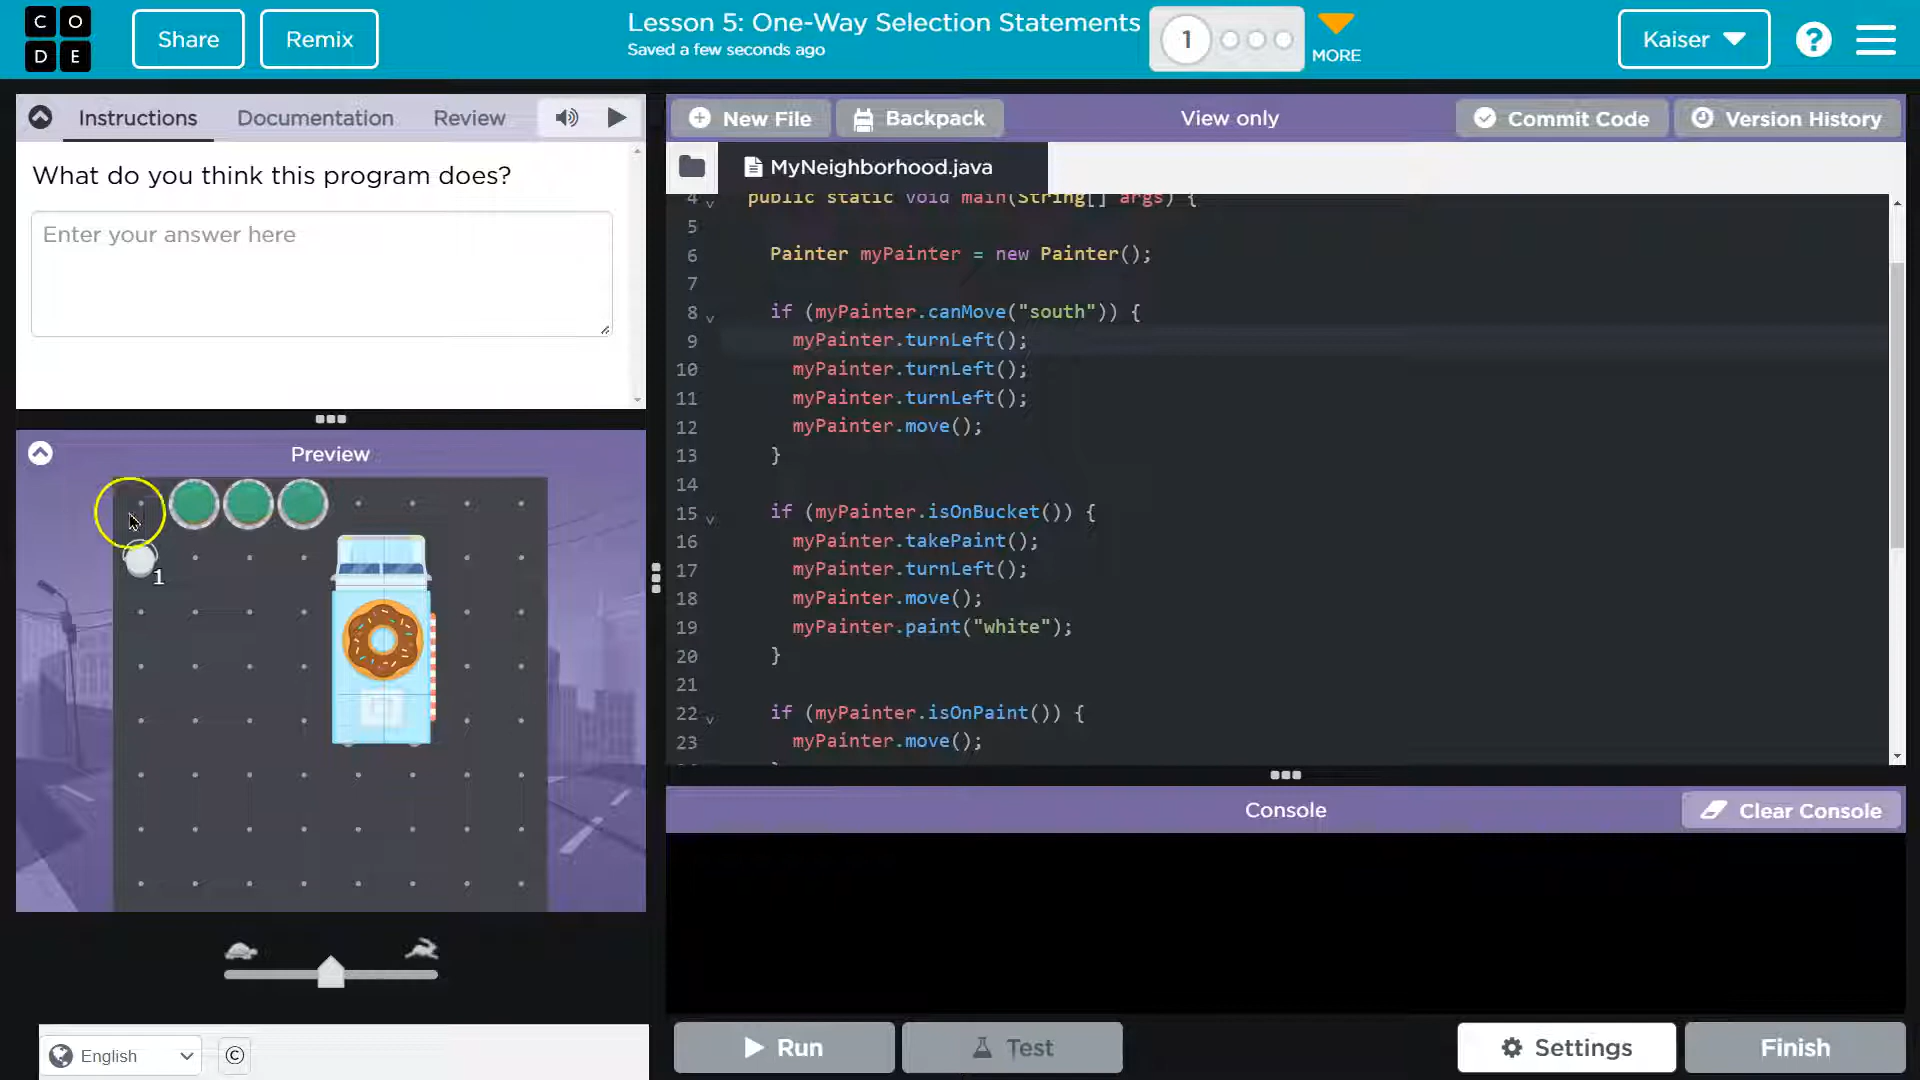 C O
D E
Share
Remix
Lesson 5: One-Way Selection Statements
Saved a few seconds ago
1
MORE
Kaiser
?
Instructions
Documentation
Review
New File
Backpack
View only
Commit Code
Version History
MyNeighborhood.java
What do you think this program does?
Enter your answer here
4 public static void main(String[] args) {
5
6 Painter myPainter = new Painter();
7
8 if (myPainter.canMove("south")) {
9 myPainter.turnLeft();
10 myPainter.turnLeft();
11 myPainter.turnLeft();
12 myPainter.move();
13 }
14
15 if (myPainter.isOnBucket()) {
16 myPainter.takePaint();
17 myPainter.turnLeft();
18 myPainter.move();
19 myPainter.paint("white");
20 }
21
22 if (myPainter.isOnPaint()) {
23 myPainter.move();
Preview
1
Console
Clear Console
English
©
Run
Test
Settings
Finish